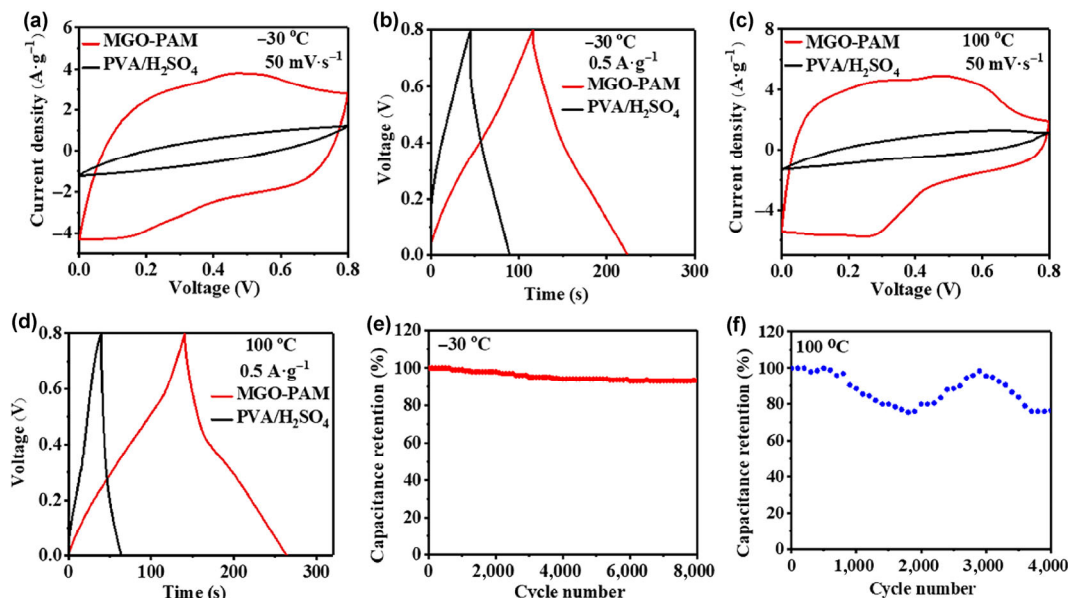 (a)
MGO-PAM
PVA/H₂SO₄
–30 °C
50 mV·s⁻¹
Current density (A·g⁻¹)
6
4
2
0
–2
–4
0.0 0.2 0.4 0.6 0.8
Voltage (V)
(b)
–30 °C
0.5 A·g⁻¹
MGO-PAM
PVA/H₂SO₄
Voltage (V)
0.8
0.4
0.2
0.0
0 100 200 300
Time (s)
(c)
MGO-PAM
PVA/H₂SO₄
100 °C
50 mV·s⁻¹
Current density (A·g⁻¹)
8
4
0
–4
0.0 0.2 0.4 0.6 0.8
Voltage (V)
(d)
100 °C
0.5 A·g⁻¹
MGO-PAM
PVA/H₂SO₄
Voltage (V)
0.8
0.6
0.4
0.2
0.0
0 100 200 300
Time (s)
(e)
–30 °C
Capacitance retention (%)
120
100
80
60
40
20
0
0 2,000 4,000 6,000 8,000
Cycle number
(f)
100 °C
Capacitance retention (%)
120
100
80
60
40
20
0
0 1,000 2,000 3,000 4,000
Cycle number